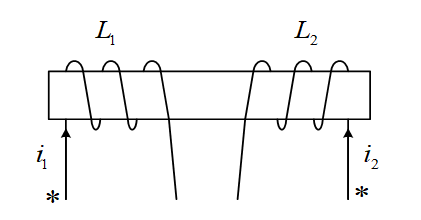 L₁ L₂
i₁ i₂
* *